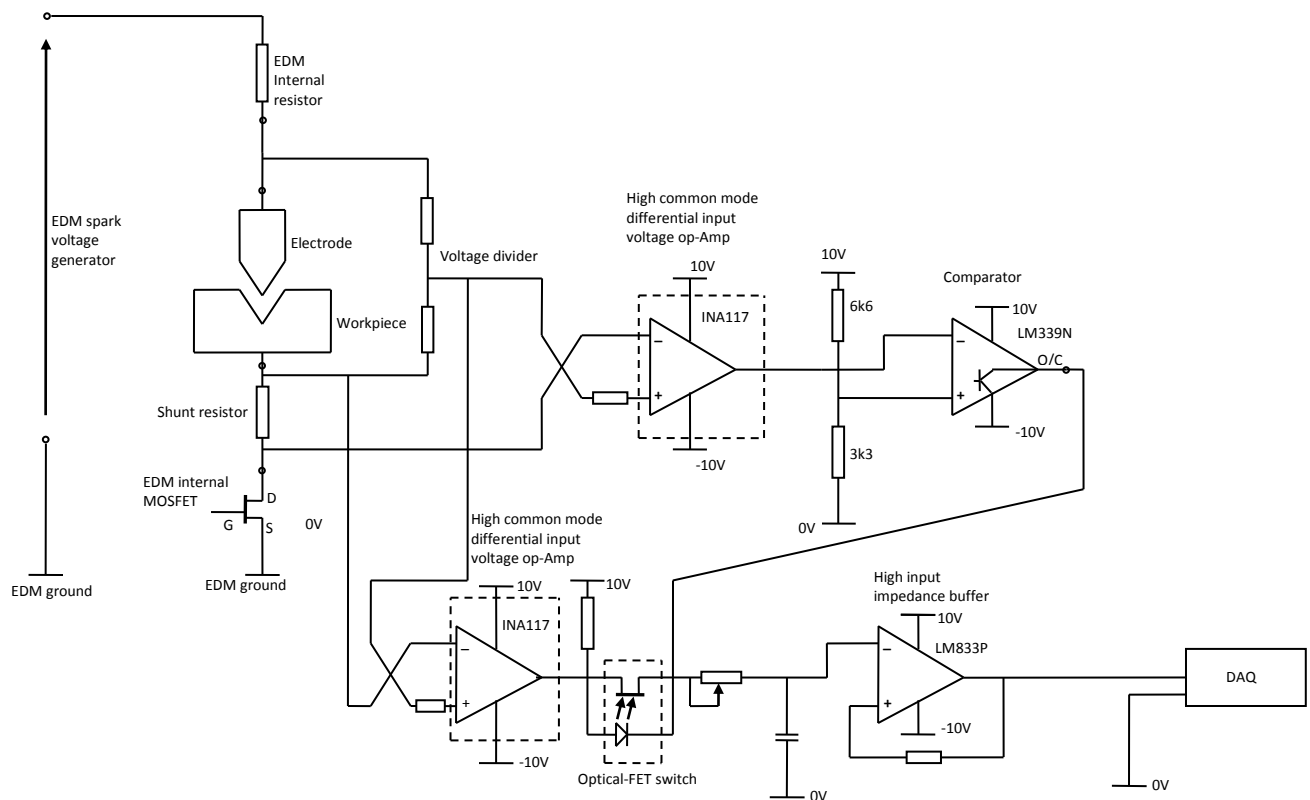 EDM
Internal
resistor
EDM spark
voltage
generator
Electrode
Voltage divider
Workpiece
Shunt resistor
EDM internal
MOSFET
D
G
S
0V
EDM ground
EDM ground
High common mode
differential input
voltage op-Amp
10V
INA117
−
+
-10V
10V
6k6
3k3
0V
Comparator
10V
LM339N
O/C
−
+
-10V
High common mode
differential input
voltage op-Amp
10V
INA117
−
+
-10V
10V
Optical-FET switch
0V
High input
impedance buffer
10V
LM833P
−
+
-10V
DAQ
0V